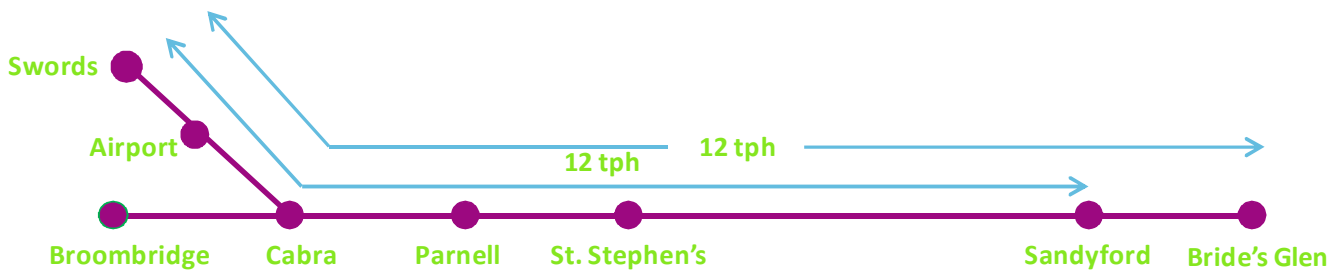 Swords
Airport
12 tph
12 tph
Broombridge
Cabra
Parnell
St. Stephen's
Sandyford
Bride's Glen